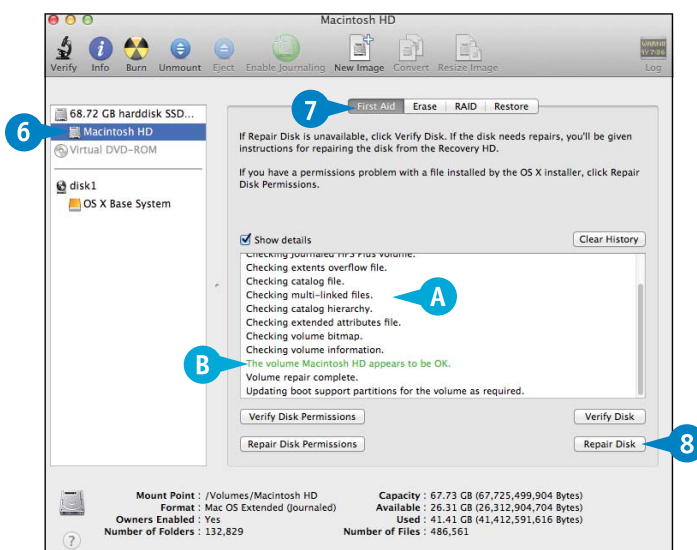 Macintosh HD
Verify Info Burn Unmount Eject Enable Journaling New Image Convert Resize Image Log
68.72 GB harddisk SSD...
6 Macintosh HD
Virtual DVD-ROM
disk1
OS X Base System
7 First Aid Erase RAID Restore
If Repair Disk is unavailable, click Verify Disk. If the disk needs repairs, you'll be given
instructions for repairing the disk from the Recovery HD.
If you have a permissions problem with a file installed by the OS X installer, click Repair
Disk Permissions.
Show details Clear History
Checking Journaled HFS Plus volume.
Checking extents overflow file.
Checking catalog file.
Checking multi-linked files. A
Checking catalog hierarchy.
Checking extended attributes file.
Checking volume bitmap.
Checking volume information.
B The volume Macintosh HD appears to be OK.
Volume repair complete.
Updating boot support partitions for the volume as required.
Verify Disk Permissions Verify Disk
Repair Disk Permissions Repair Disk 8
Mount Point : /Volumes/Macintosh HD Capacity : 67.73 GB (67,725,499,904 Bytes)
Format : Mac OS Extended (Journaled) Available : 26.31 GB (26,312,904,704 Bytes)
Owners Enabled : Yes Used : 41.41 GB (41,412,591,616 Bytes)
Number of Folders : 132,829 Number of Files : 486,561
?